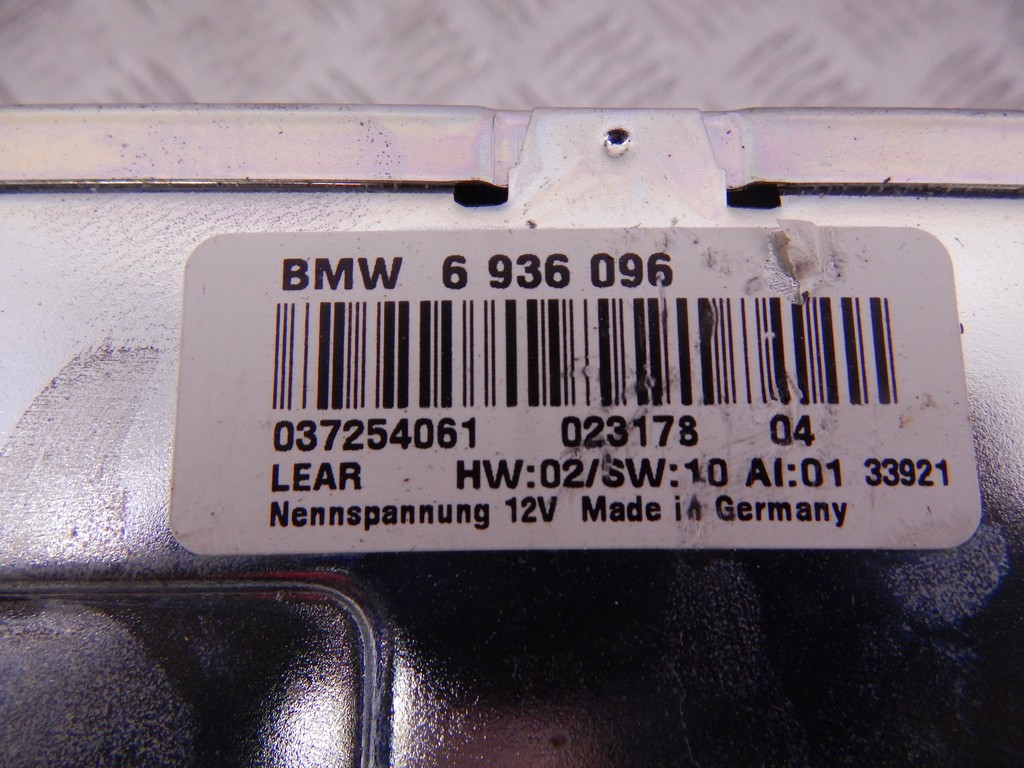 BMW 6 936 096
037254061 023178 04
LEAR HW:02/SW:10 AI:01 33921
Nennspannung 12V Made in Germany